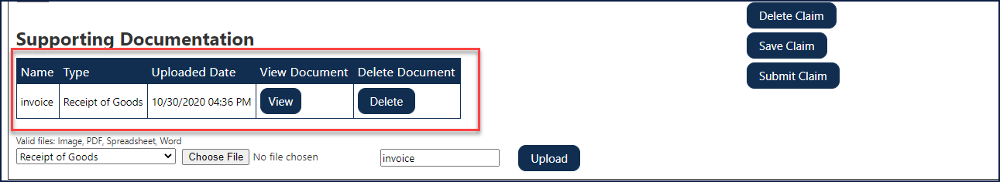 Delete Claim
Supporting Documentation
Save Claim
Name Type Uploaded Date View Document Delete Document
Submit Claim
invoice Receipt of Goods 10/30/2020 04:36 PM View Delete
Valid files: Image, PDF, Spreadsheet, Word
Receipt of Goods Choose File No file chosen invoice Upload